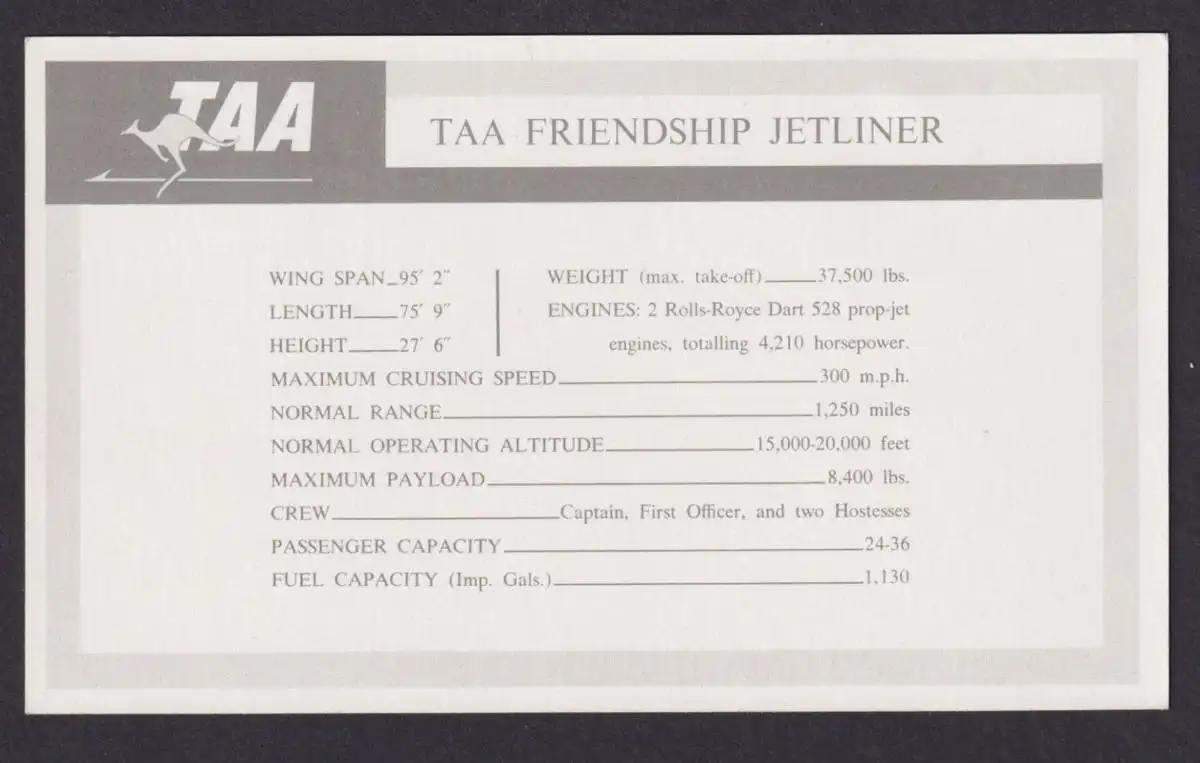 TAA
TAA FRIENDSHIP JETLINER
WING SPAN 95′ 2″
LENGTH 75′ 9″
HEIGHT 27′ 6″
WEIGHT (max. take-off) 37,500 lbs.
ENGINES: 2 Rolls-Royce Dart 528 prop-jet
engines, totalling 4,210 horsepower.
MAXIMUM CRUISING SPEED 300 m.p.h.
NORMAL RANGE 1,250 miles
NORMAL OPERATING ALTITUDE 15,000-20,000 feet
MAXIMUM PAYLOAD 8,400 lbs.
CREW Captain, First Officer, and two Hostesses
PASSENGER CAPACITY 24-36
FUEL CAPACITY (Imp. Gals.) 1,130